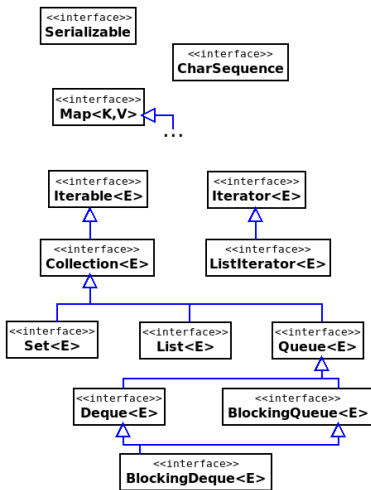 <<interface>>
Serializable
<<interface>>
CharSequence
<<interface>>
Map<K,V>
...
<<interface>>
Iterable<E>
<<interface>>
Iterator<E>
<<interface>>
Collection<E>
<<interface>>
ListIterator<E>
<<interface>>
Set<E>
<<interface>>
List<E>
<<interface>>
Queue<E>
<<interface>>
Deque<E>
<<interface>>
BlockingQueue<E>
<<interface>>
BlockingDeque<E>